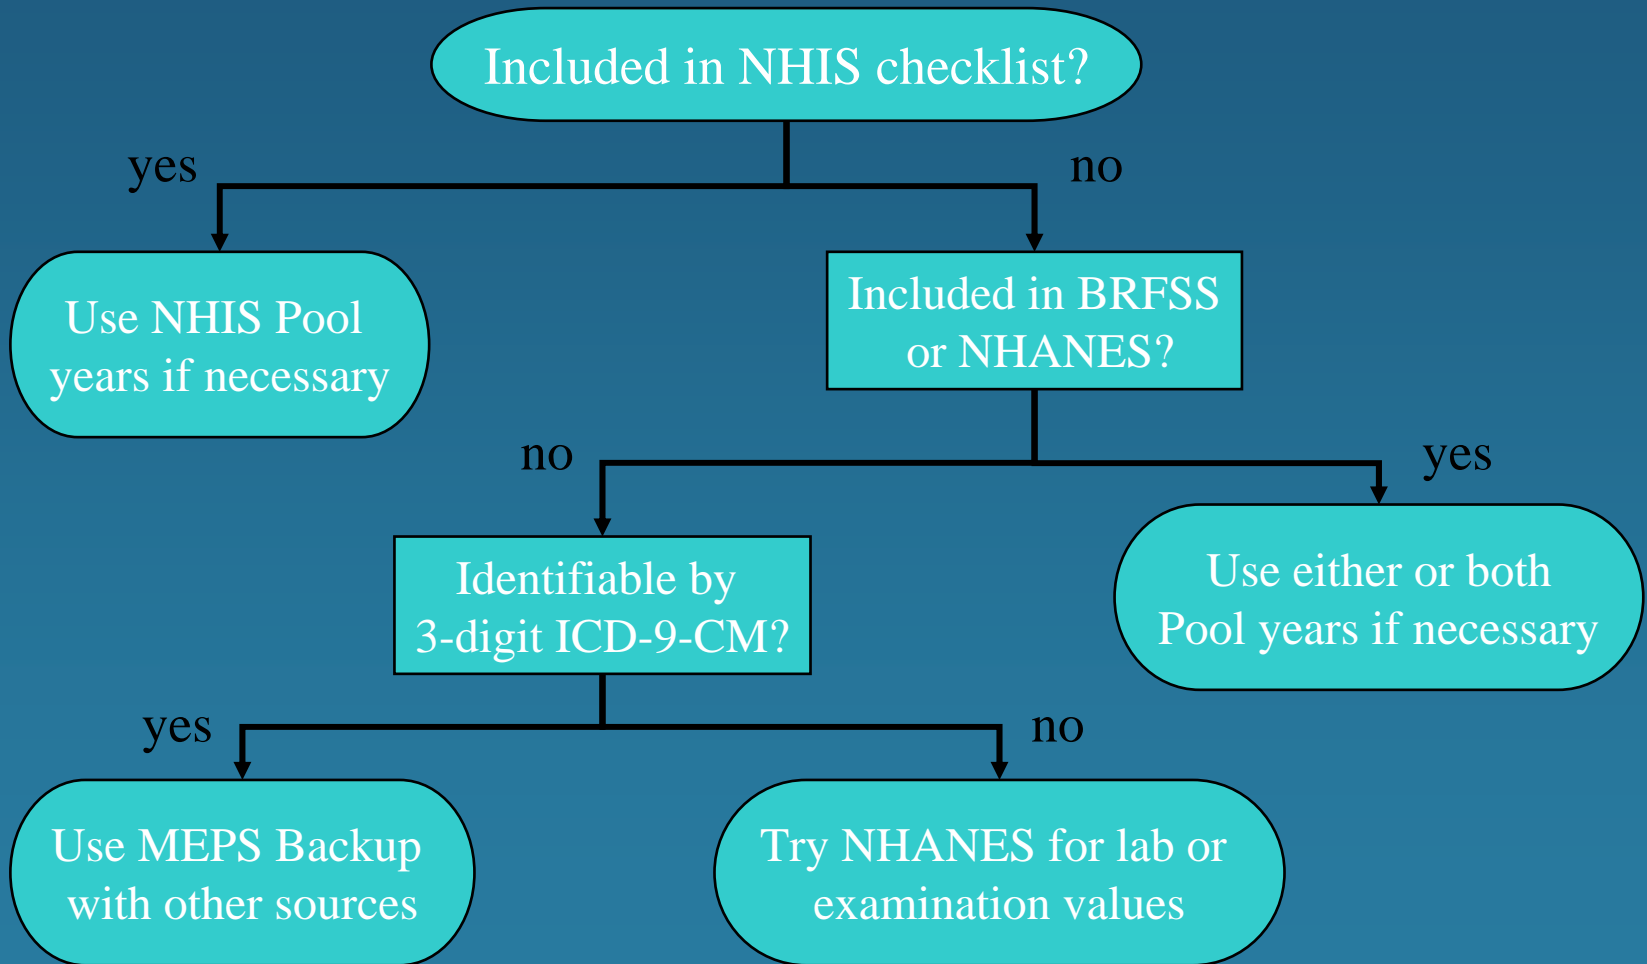 Included in NHIS checklist?
yes
no
Use NHIS Pool
years if necessary
Included in BRFSS
or NHANES?
no
yes
Identifiable by
3-digit ICD-9-CM?
Use either or both
Pool years if necessary
yes
no
Use MEPS Backup
with other sources
Try NHANES for lab or
examination values